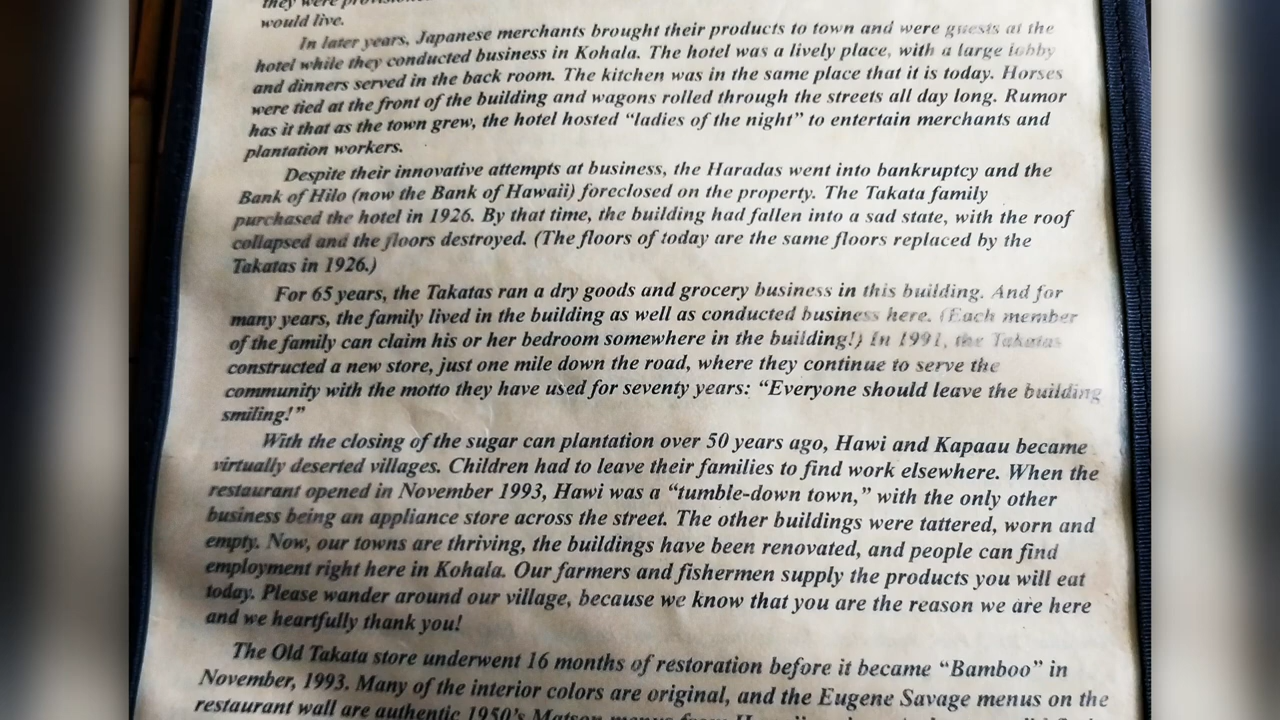 they were
would live.
In later years, Japanese merchants brought their products to town and were guests at the
hotel while they conducted business in Kohala. The hotel was a lively place, with a large lobby
and dinners served in the back room. The kitchen was in the same place that it is today. Horses
were tied at the front of the building and wagons rolled through the streets all day long. Rumor
has it that as the town grew, the hotel hosted “ladies of the night” to entertain merchants and
plantation workers.
Despite their innovative attempts at business, the Haradas went into bankruptcy and the
Bank of Hilo (now the Bank of Hawaii) foreclosed on the property. The Takata family
purchased the hotel in 1926. By that time, the building had fallen into a sad state, with the roof
collapsed and the floors destroyed. (The floors of today are the same floors replaced by the
Takatas in 1926.)
For 65 years, the Takatas ran a dry goods and grocery business in this building. And for
many years, the family lived in the building as well as conducted business here. (Each member
of the family can claim his or her bedroom somewhere in the building!) In 1991, the Takatas
constructed a new store, just one mile down the road, where they continue to serve the
community with the motto they have used for seventy years: “Everyone should leave the building
smiling!”
With the closing of the sugar can plantation over 50 years ago, Hawi and Kapaau became
virtually deserted villages. Children had to leave their families to find work elsewhere. When the
restaurant opened in November 1993, Hawi was a “tumble-down town,” with the only other
business being an appliance store across the street. The other buildings were tattered, worn and
empty. Now, our towns are thriving, the buildings have been renovated, and people can find
employment right here in Kohala. Our farmers and fishermen supply the products you will eat
today. Please wander around our village, because we know that you are the reason we are here
and we heartfully thank you!
The Old Takata store underwent 16 months of restoration before it became “Bamboo” in
November, 1993. Many of the interior colors are original, and the Eugene Savage menus on the
restaurant wall are authentic 1950’s Matson menus from